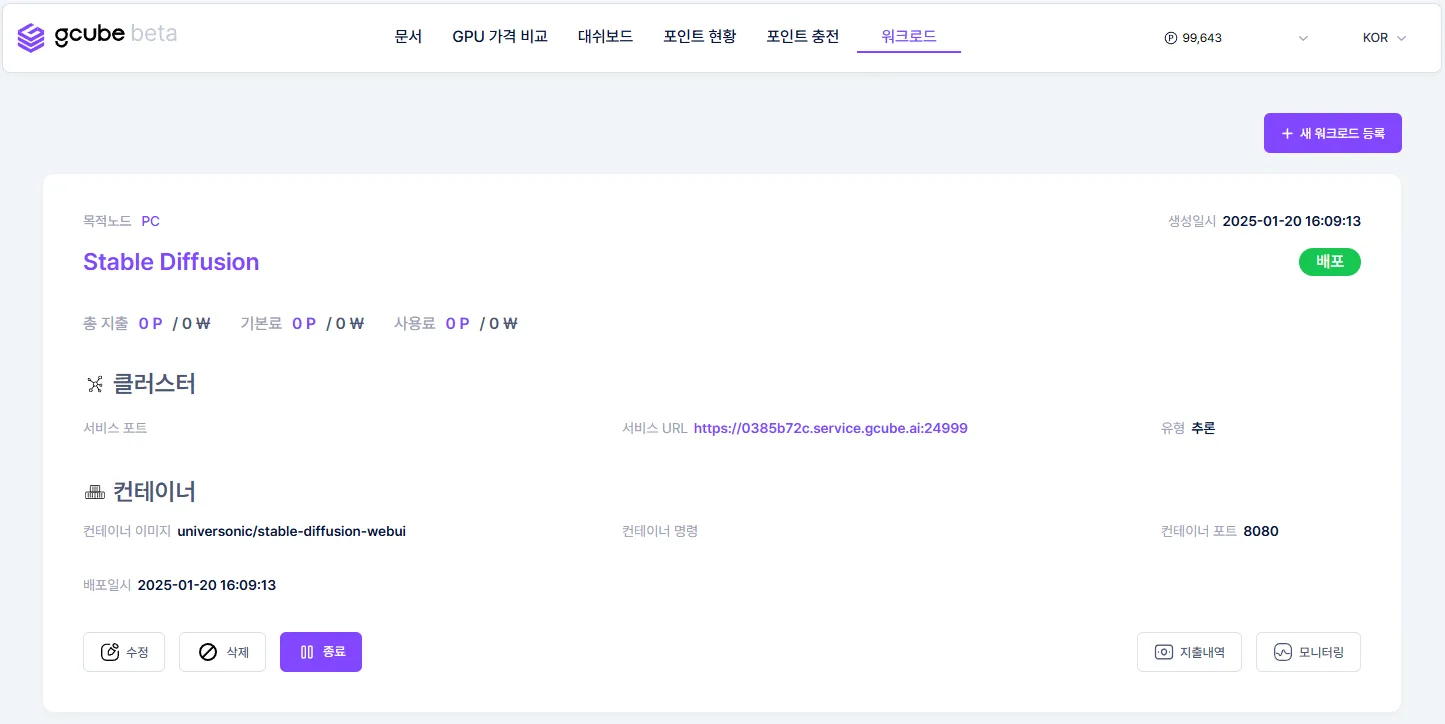 gcube beta 문서 GPU 가격 비교 대쉬보드 포인트 현황 포인트 충전 워크로드 Ⓟ 99,643 KOR
+ 새 워크로드 등록
목적노드 PC 생성일시 2025-01-20 16:09:13
Stable Diffusion 배포
총 지출 0 P / 0 ₩ 기본료 0 P / 0 ₩ 사용료 0 P / 0 ₩
클러스터
서비스 포트 서비스 URL https://0385b72c.service.gcube.ai:24999 유형 추론
컨테이너
컨테이너 이미지 universonic/stable-diffusion-webui 컨테이너 명령 컨테이너 포트 8080
배포일시 2025-01-20 16:09:13
수정 삭제 종료 지출내역 모니터링